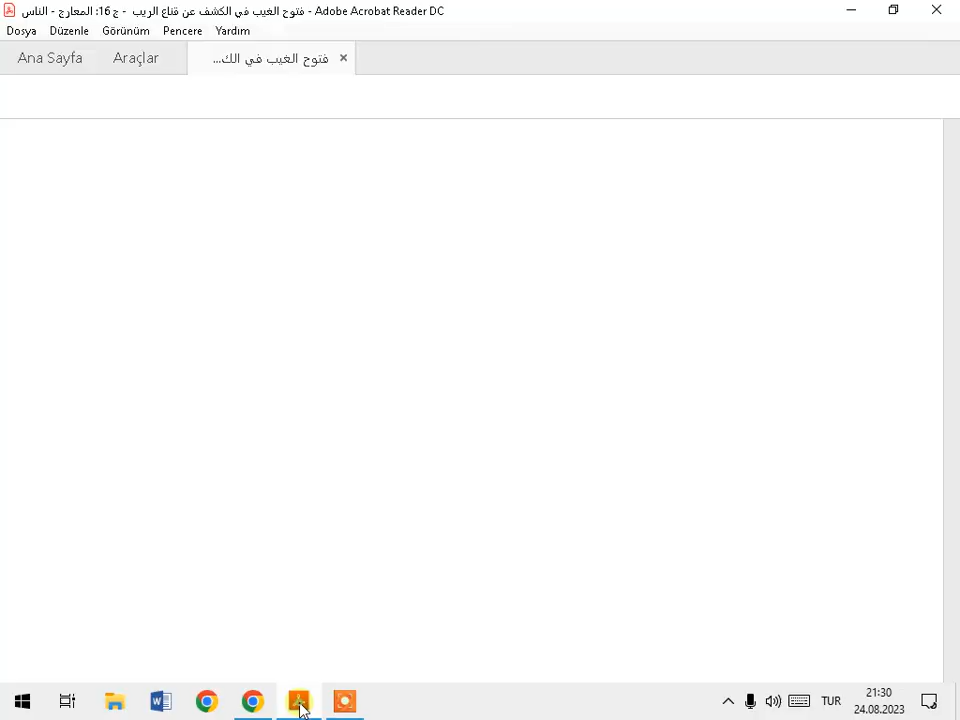 فتوح الغيب في الكشف عن قناع الريب - ج 16: المعارج - الناس - Adobe Acrobat Reader DC
Dosya Düzenle Görünüm Pencere Yardım
Ana Sayfa Araçlar فتوح الغيب في الك...
21:30
TUR
24.08.2023